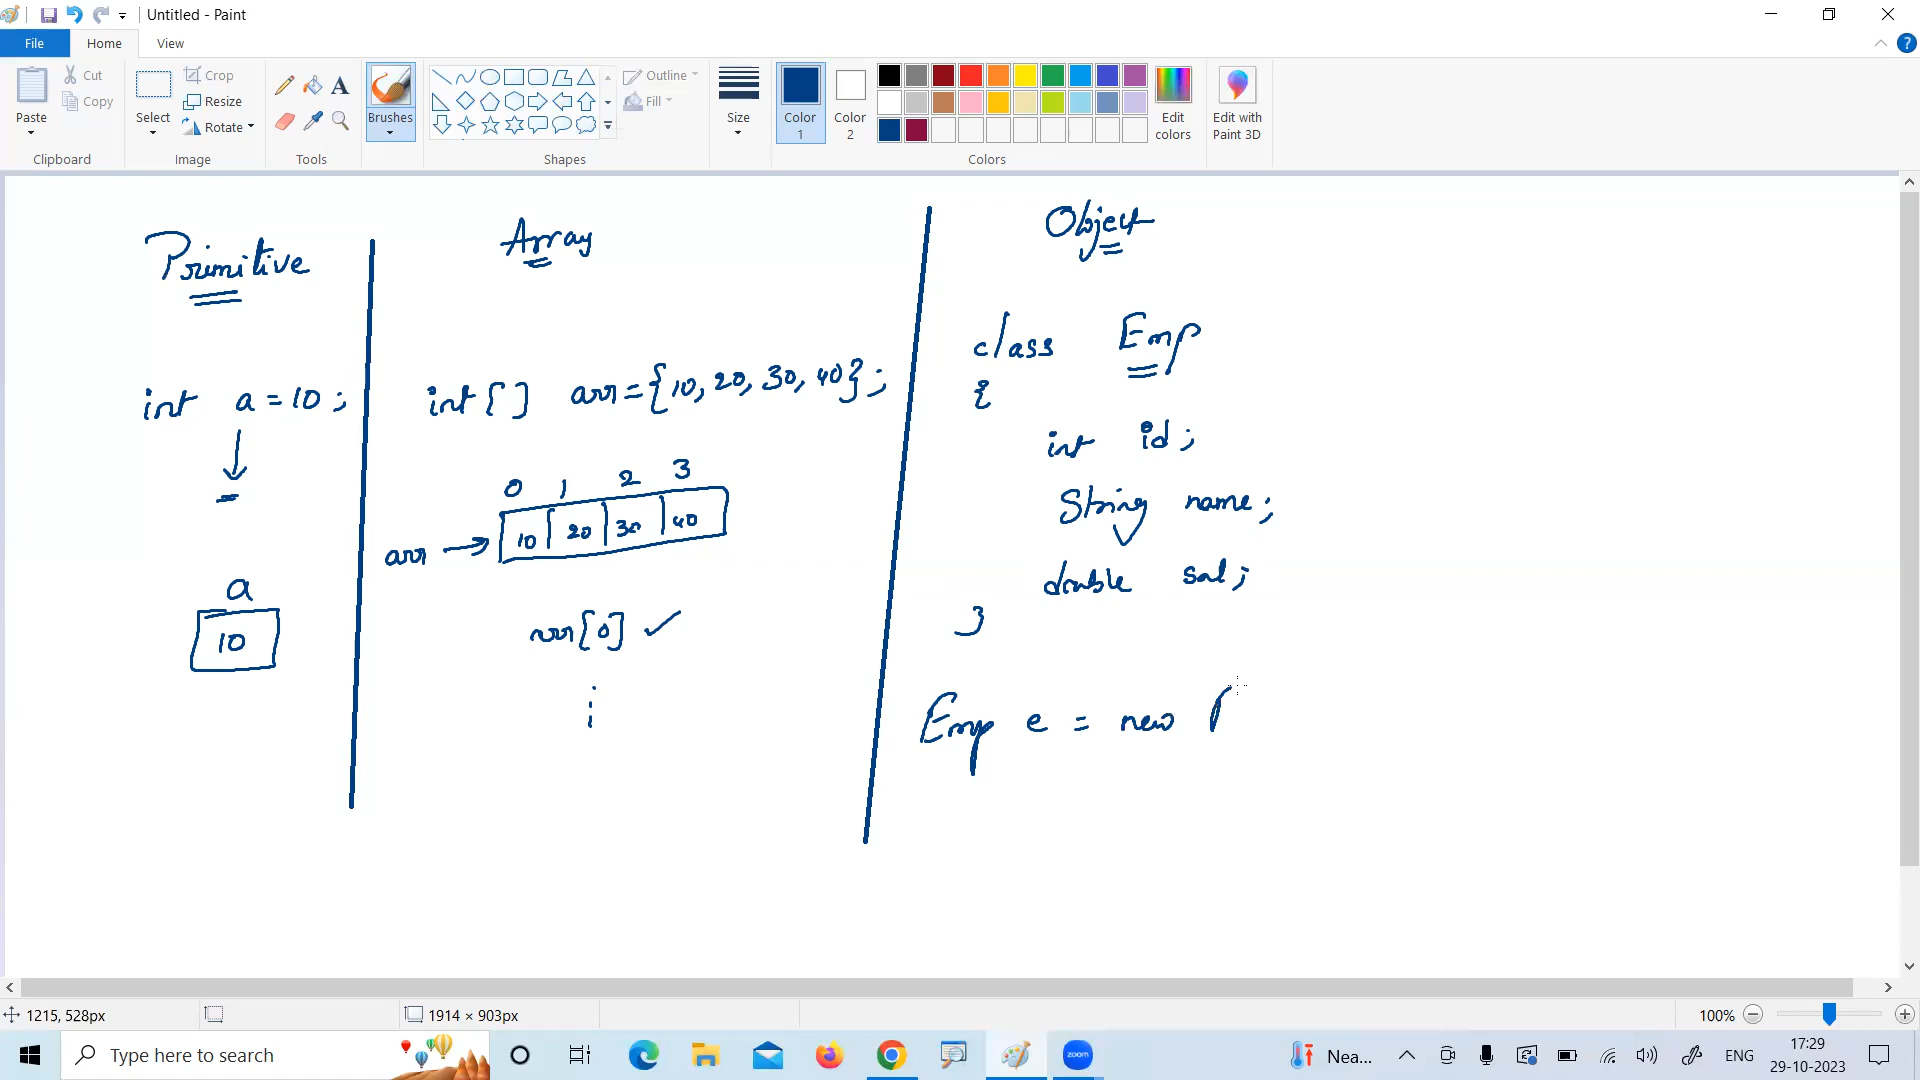 Untitled - Paint
File
Home
View
Paste
Cut
Copy
Clipboard
Select
Crop
Resize
Rotate
Image
Tools
Brushes
Shapes
Outline
Fill
Size
Color
1
Color
2
Colors
Edit
colors
Edit with
Paint 3D
Primitive
int a = 10 ;
a
10
Array
int [ ] arr = {10, 20, 30, 40} ;
0 1 2 3
arr
10 20 30 40
arr[0]
Object
class Emp
{
int id ;
String name ;
double sal ;
}
Emp e = new
1215, 528px
1914 × 903px
100%
Type here to search
zoom
Nea...
ENG
17:29
29-10-2023